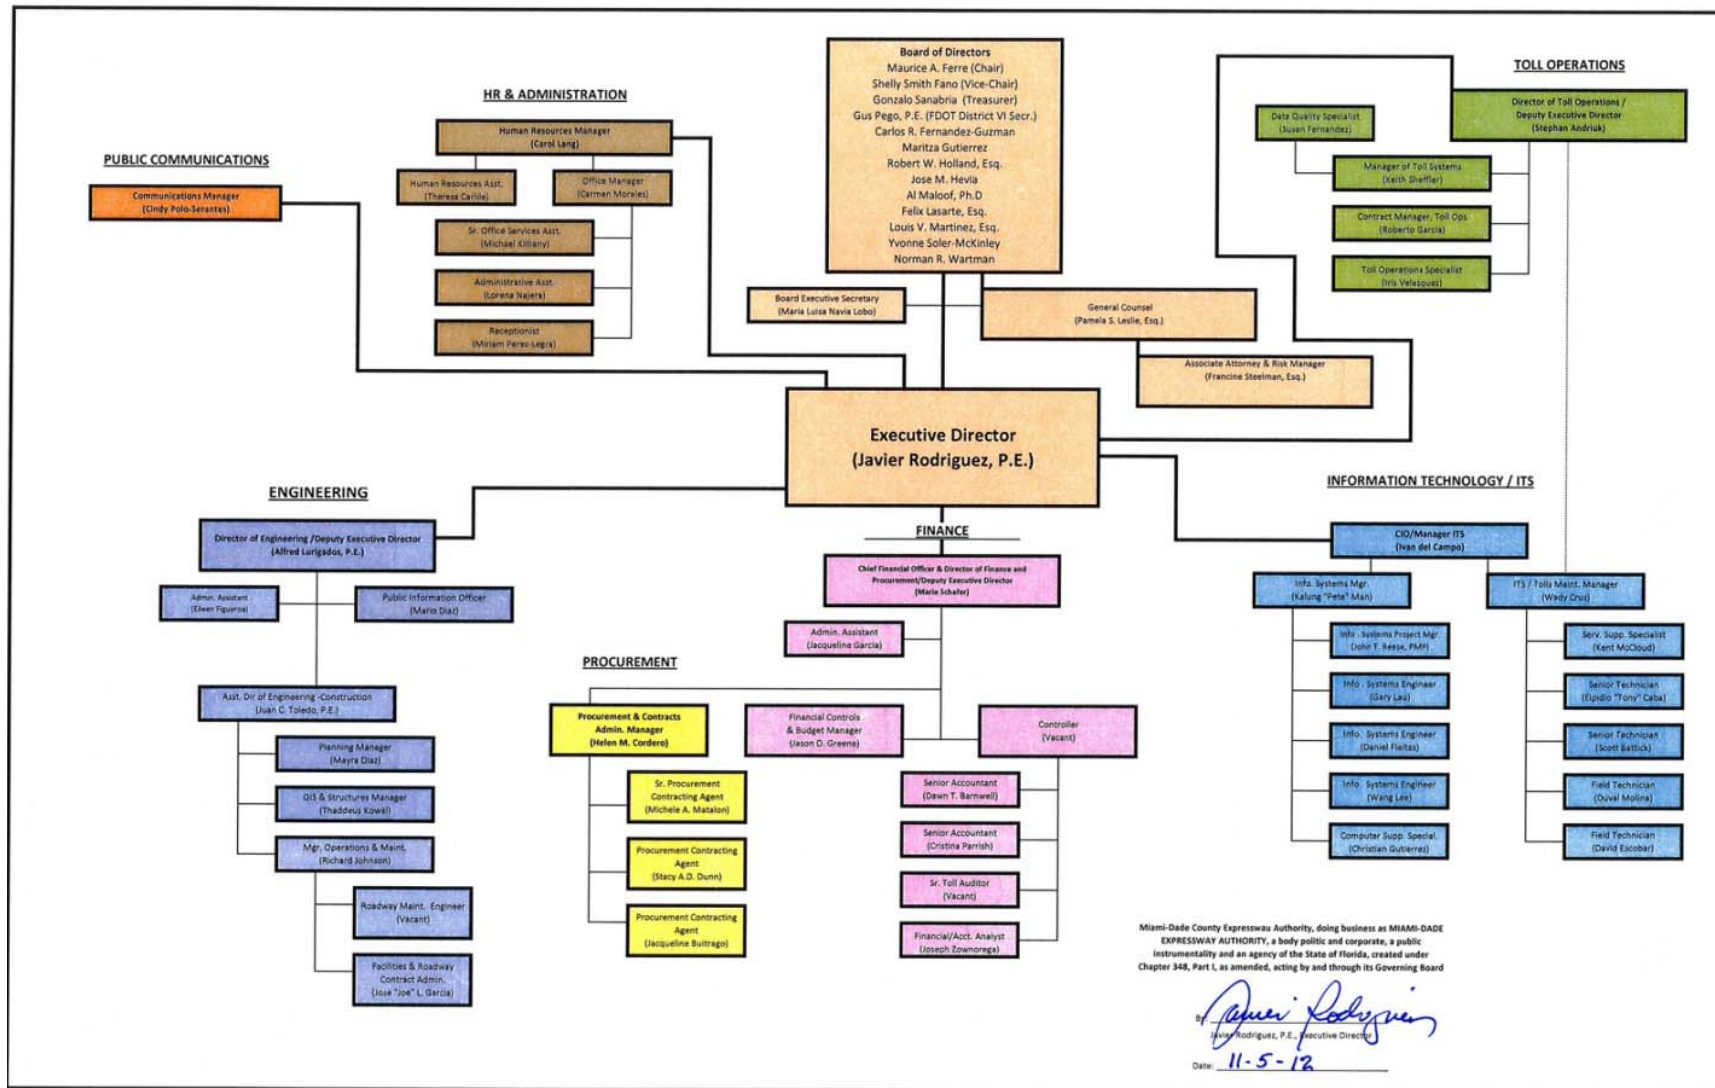 Board of Directors
Maurice A. Ferre (Chair)
Shelly Smith Fano (Vice-Chair)
Gonzalo Sanabria (Treasurer)
Gus Pego, P.E. (FDOT District VI Secr.)
Carlos R. Fernandez-Guzman
Maritza Gutierrez
Robert W. Holland, Esq.
Jose M. Hevia
Al Maloof, Ph.D
Felix Lasarte, Esq.
Louis V. Martinez, Esq.
Yvonne Soler-McKinley
Norman R. Wartman
TOLL OPERATIONS
Director of Toll Operations /
Deputy Executive Director
(Stephan Andriuk)
Data Quality Specialist
(Susan Fernandez)
Manager of Toll Systems
(Keith Sheffler)
Contract Manager, Toll Ops
(Roberto Garcia)
Toll Operations Specialist
(Iris Velasquez)
HR & ADMINISTRATION
Human Resources Manager
(Carol Lang)
Human Resources Asst.
(Theresa Carlile)
Office Manager
(Carmen Morales)
Sr. Office Services Asst.
(Michael Kilhany)
Administrative Asst.
(Lorena Najera)
Receptionist
(Miriam Perez-Legra)
PUBLIC COMMUNICATIONS
Communications Manager
(Cindy Polo-Serantes)
Board Executive Secretary
(Maria Luisa Navia Lobo)
General Counsel
(Pamela S. Leslie, Esq.)
Associate Attorney & Risk Manager
(Francine Steelman, Esq.)
Executive Director
(Javier Rodriguez, P.E.)
ENGINEERING
Director of Engineering /Deputy Executive Director
(Alfred Lurigados, P.E.)
Admin. Assistant
(Eileen Figueroa)
Public Information Officer
(Mario Diaz)
Asst. Dir of Engineering -Construction
(Juan C. Toledo, P.E.)
Planning Manager
(Mayra Diaz)
GIS & Structures Manager
(Thaddeus Kowal)
Mgr. Operations & Maint.
(Richard Johnson)
Roadway Maint. Engineer
(Vacant)
Facilities & Roadway
Contract Admin.
(Jose "Joe" L. Garcia)
FINANCE
Chief Financial Officer & Director of Finance and
Procurement/Deputy Executive Director
(Marie Schafer)
Admin. Assistant
(Jacqueline Garcia)
PROCUREMENT
Procurement & Contracts
Admin. Manager
(Helen M. Cordero)
Sr. Procurement
Contracting Agent
(Michele A. Matalon)
Procurement Contracting
Agent
(Stacy A.D. Dunn)
Procurement Contracting
Agent
(Jacqueline Buitrago)
Financial Controls
& Budget Manager
(Jason D. Greene)
Controller
(Vacant)
Senior Accountant
(Dawn T. Barnwell)
Senior Accountant
(Cristina Parrish)
Sr. Toll Auditor
(Vacant)
Financial/Acct. Analyst
(Joseph Zownorega)
INFORMATION TECHNOLOGY / ITS
CIO/Manager ITS
(Ivan del Campo)
Info. Systems Mgr.
(Kalung "Pete" Man)
Info . Systems Project Mgr.
(John T. Reese, PMP)
Info . Systems Engineer
(Gary Lau)
Info. Systems Engineer
(Daniel Fleitas)
Info. Systems Engineer
(Wang Lee)
Computer Supp. Special.
(Christian Gutierrez)
ITS / Tolls Maint. Manager
(Wady Cruz)
Serv. Supp. Specialist
(Kent McCloud)
Senior Technician
(Elpidio "Tony" Caba)
Senior Technician
(Scott Battick)
Field Technician
(Duval Molina)
Field Technician
(David Escobar)
Miami-Dade County Expresswau Authority, doing business as MIAMI-DADE
EXPRESSWAY AUTHORITY, a body politic and corporate, a public
instrumentality and an agency of the State of Florida, created under
Chapter 348, Part I, as amended, acting by and through its Governing Board
By: Javier Rodriguez
Javier Rodriguez, P.E., Executive Director
Date: 11-5-12